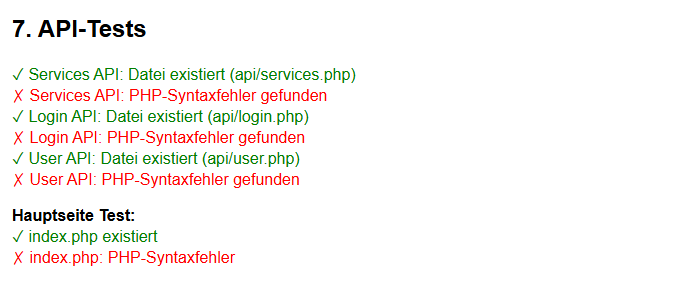 7. API-Tests
✓ Services API: Datei existiert (api/services.php)
✗ Services API: PHP-Syntaxfehler gefunden
✓ Login API: Datei existiert (api/login.php)
✗ Login API: PHP-Syntaxfehler gefunden
✓ User API: Datei existiert (api/user.php)
✗ User API: PHP-Syntaxfehler gefunden
Hauptseite Test:
✓ index.php existiert
✗ index.php: PHP-Syntaxfehler